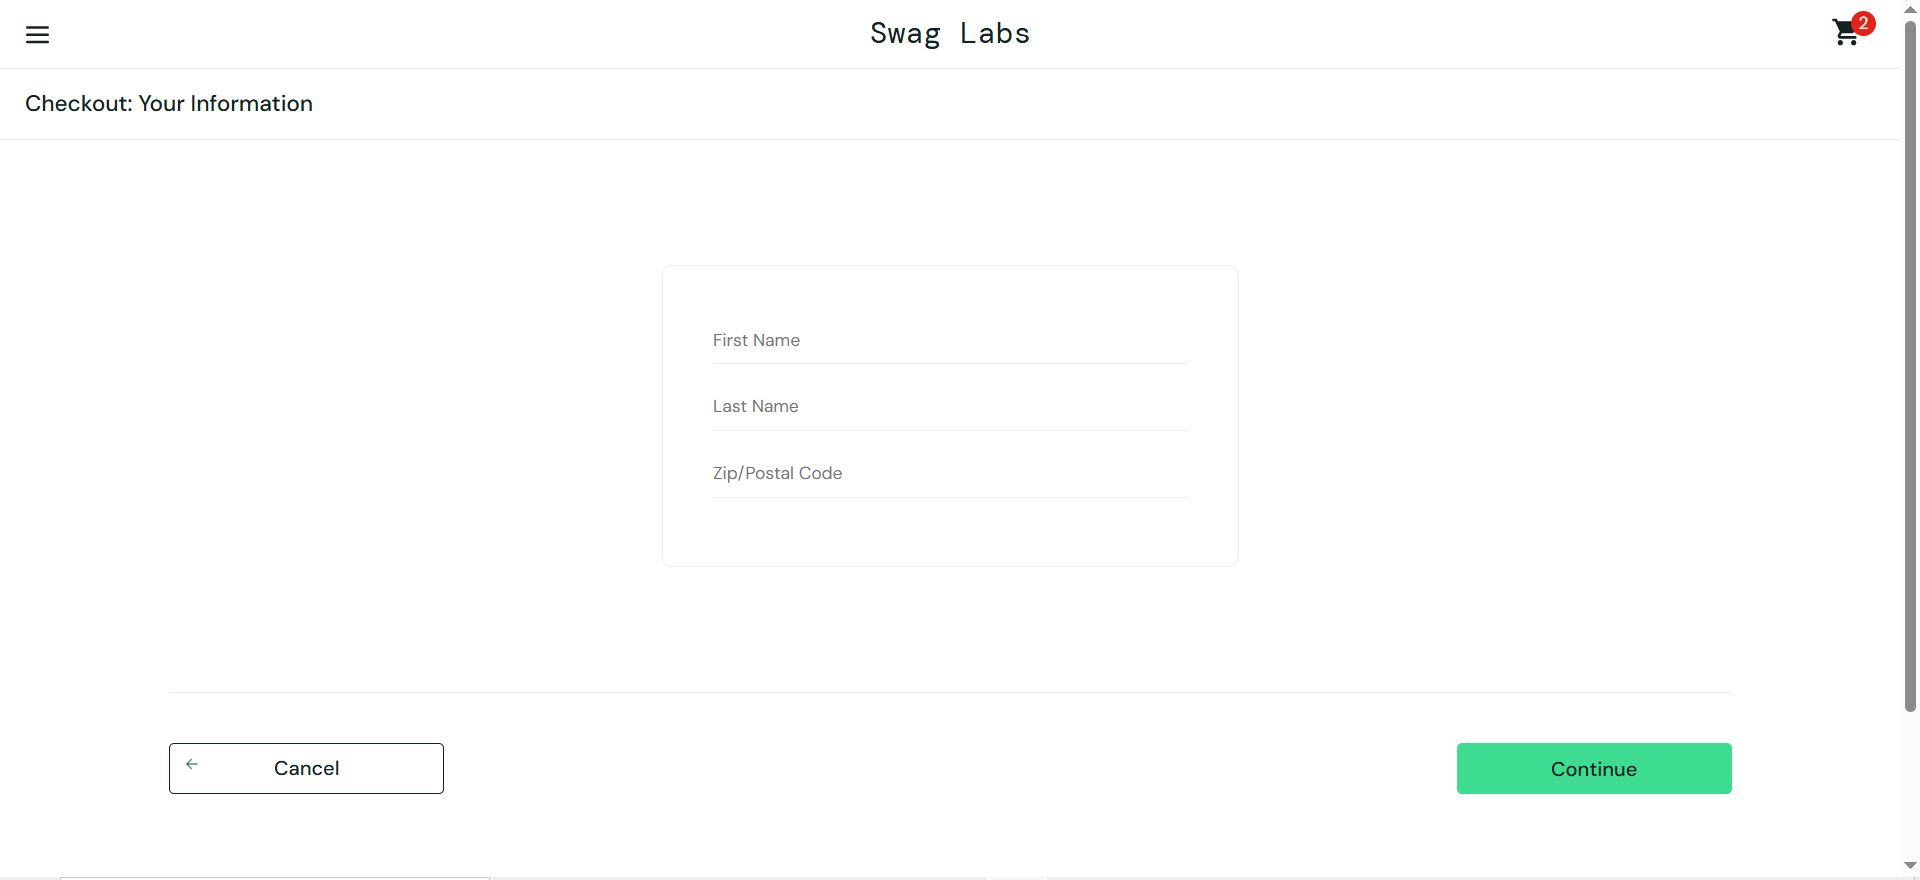 Swag Labs
2
Checkout: Your Information
First Name
Last Name
Zip/Postal Code
Cancel
Continue